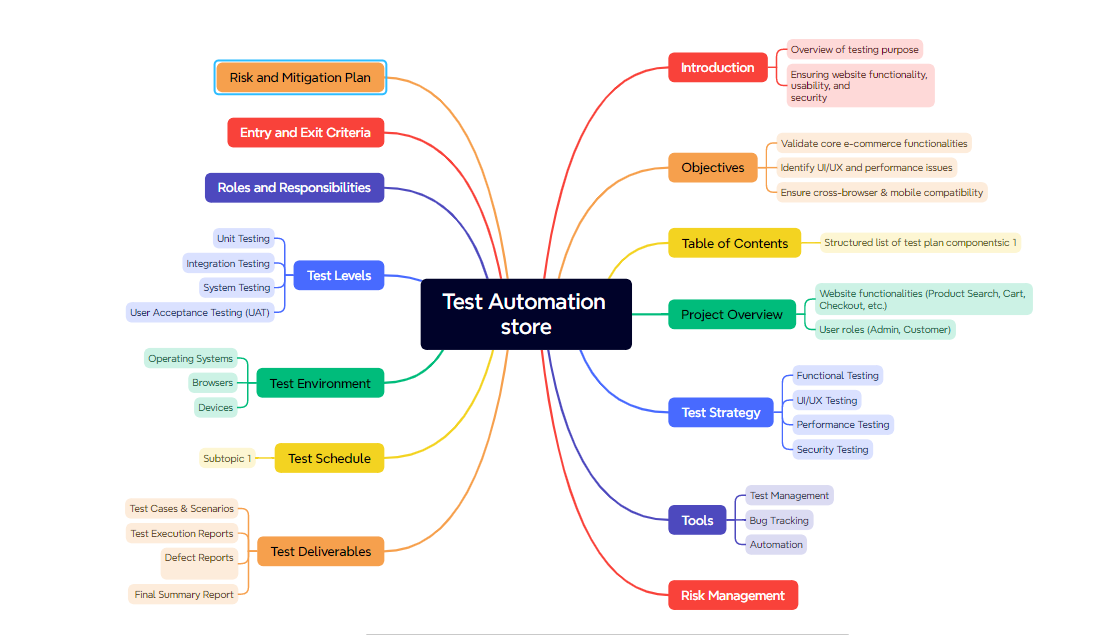 Test Automation
store
Introduction
Overview of testing purpose
Ensuring website functionality,
usability, and
security
Objectives
Validate core e-commerce functionalities
Identify UI/UX and performance issues
Ensure cross-browser & mobile compatibility
Table of Contents
Structured list of test plan componentsic 1
Project Overview
Website functionalities (Product Search, Cart,
Checkout, etc.)
User roles (Admin, Customer)
Test Strategy
Functional Testing
UI/UX Testing
Performance Testing
Security Testing
Tools
Test Management
Bug Tracking
Automation
Risk Management
Risk and Mitigation Plan
Entry and Exit Criteria
Roles and Responsibilities
Test Levels
Unit Testing
Integration Testing
System Testing
User Acceptance Testing (UAT)
Test Environment
Operating Systems
Browsers
Devices
Test Schedule
Subtopic 1
Test Deliverables
Test Cases & Scenarios
Test Execution Reports
Defect Reports
Final Summary Report